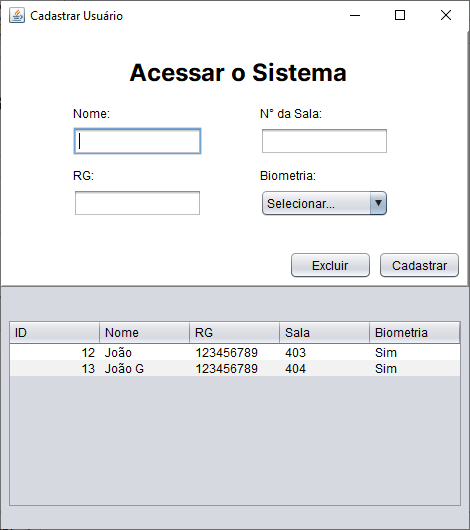 Cadastrar Usuário
Acessar o Sistema
Nome: N° da Sala:
RG: Biometria:
Selecionar...
Excluir Cadastrar
ID Nome RG Sala Biometria
12 João 123456789 403 Sim
13 João G 123456789 404 Sim